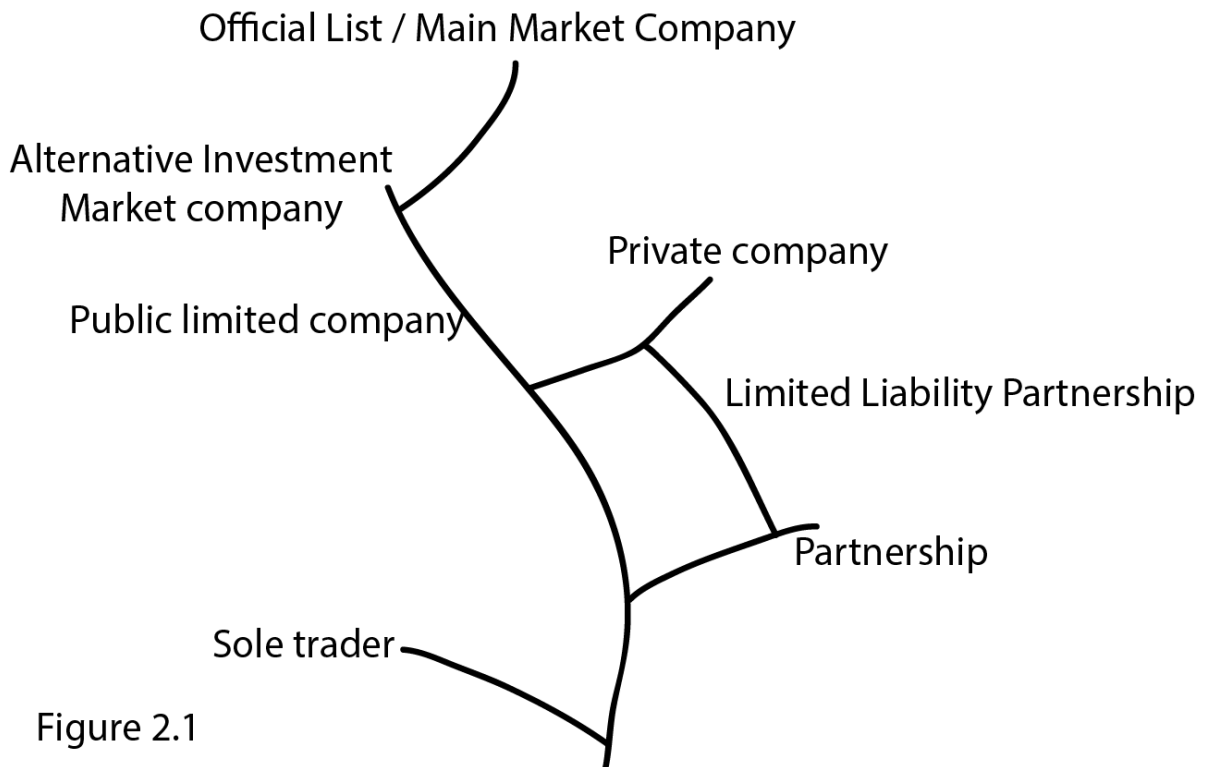 Official List / Main Market Company
Alternative Investment
Market company
Private company
Public limited company
Limited Liability Partnership
Partnership
Sole trader
Figure 2.1